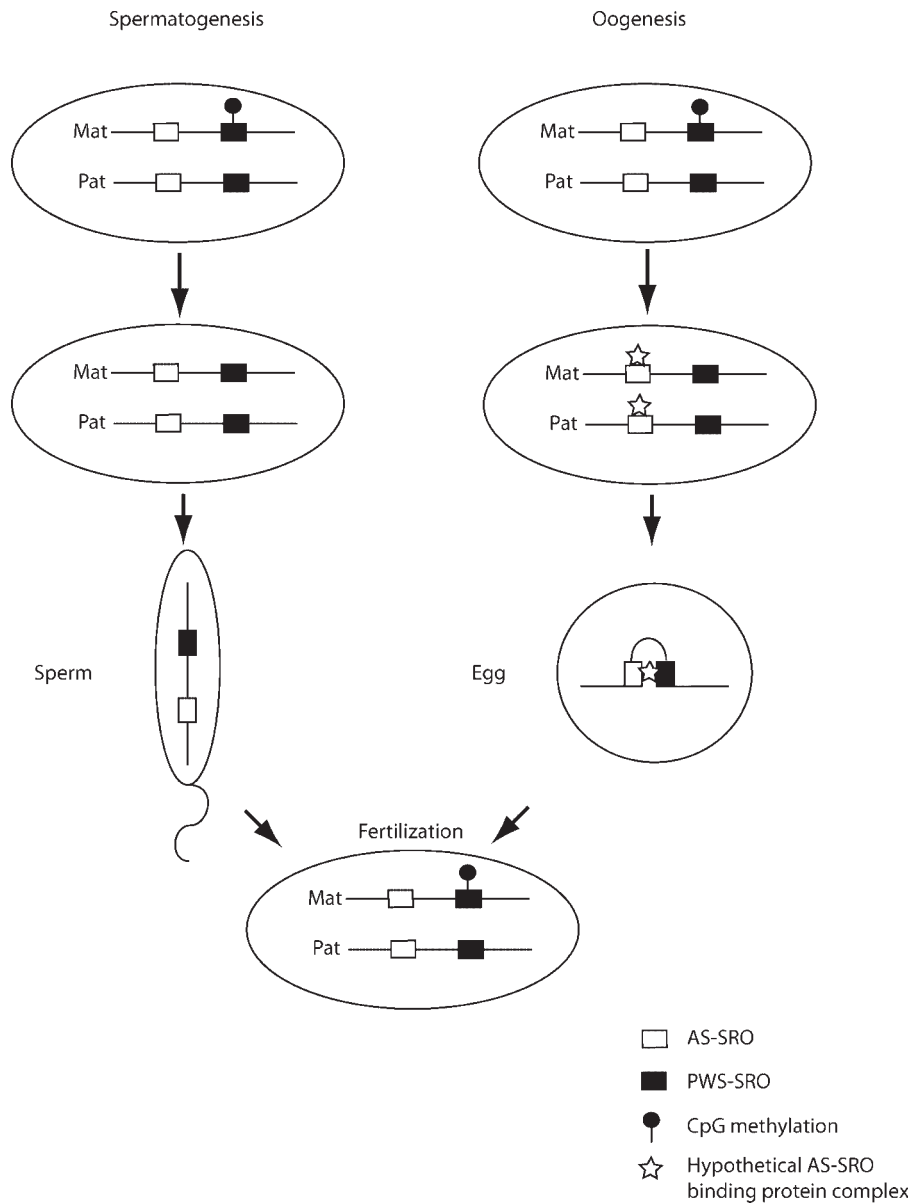 Spermatogenesis
Oogenesis
Mat
Pat
Mat
Pat
Mat
Pat
Mat
Pat
Sperm
Egg
Fertilization
Mat
Pat
AS-SRO
PWS-SRO
CpG methylation
Hypothetical AS-SRO
binding protein complex